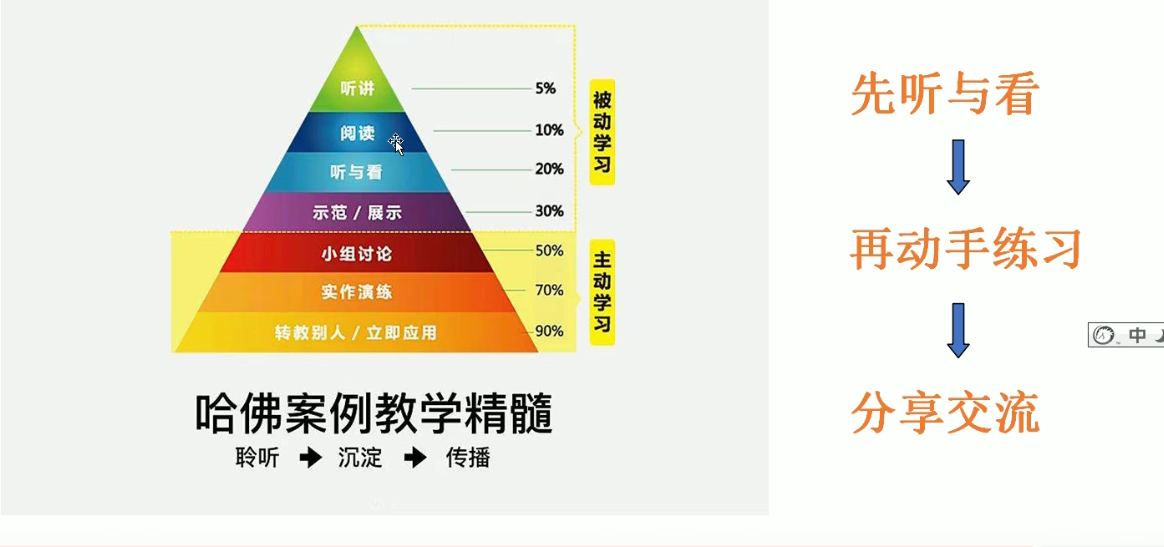 听讲
5%
阅读
10%
听与看
20%
示范 / 展示
30%
被动学习
小组讨论
50%
实作演练
70%
转教别人 / 立即应用
90%
主动学习
哈佛案例教学精髓
聆听 ➡ 沉淀 ➡ 传播
先听与看
再动手练习
分享交流
中